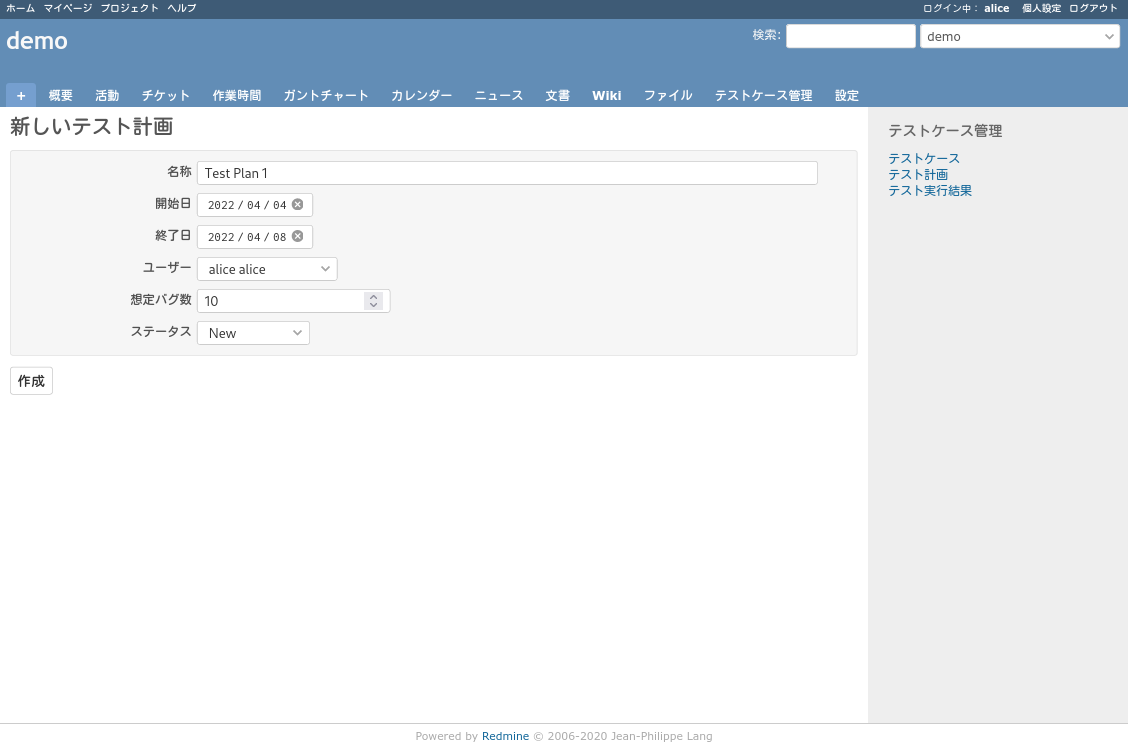 ホーム マイページ プロジェクト ヘルプ ログイン中： alice 個人設定 ログアウト
demo 検索: demo
+ 概要 活動 チケット 作業時間 ガントチャート カレンダー ニュース 文書 Wiki ファイル テストケース管理 設定
新しいテスト計画
名称 Test Plan 1
開始日 2022 / 04 / 04
終了日 2022 / 04 / 08
ユーザー alice alice
想定バグ数 10
ステータス New
作成
テストケース管理
テストケース
テスト計画
テスト実行結果
Powered by Redmine © 2006-2020 Jean-Philippe Lang